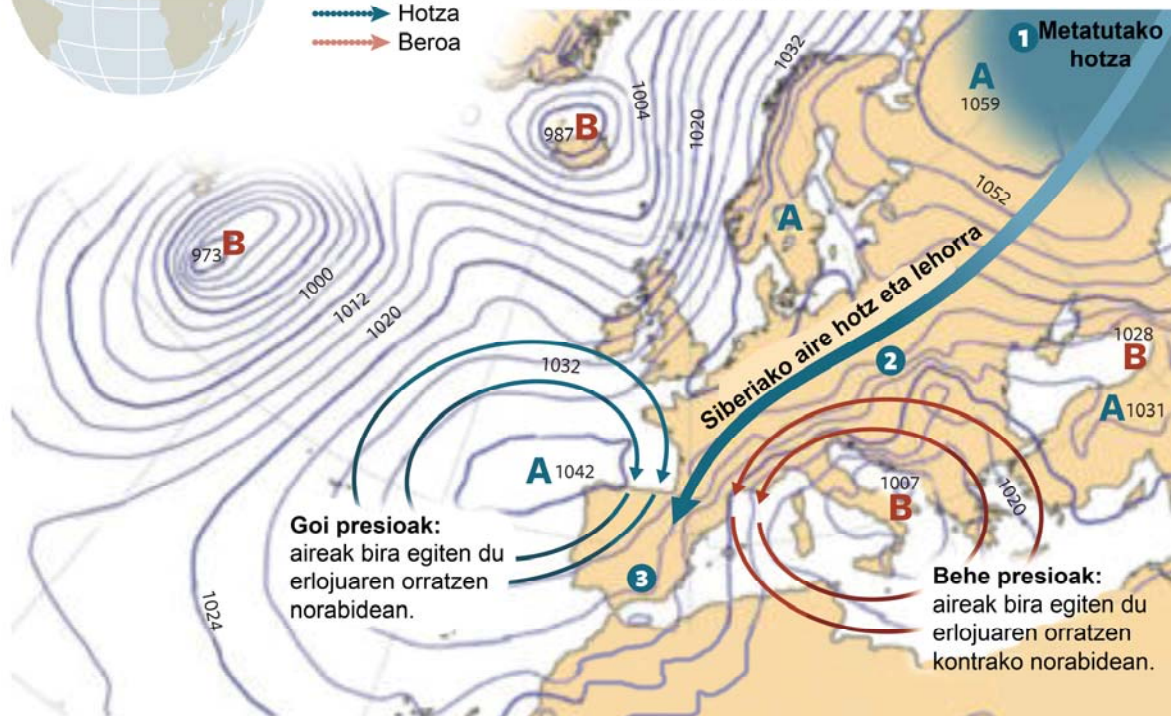 Hotza
Beroa
1 Metatutako
hotza
A
1059
1032
1004
1020
987 B
1052
A
973 B
1000
1012
1020
Siberiako aire hotz eta lehorra
1032
2
1028
B
A 1031
A 1042
1007
B
1020
Goi presioak:
aireak bira egiten du
erlojuaren orratzen
norabidean.
3
Behe presioak:
aireak bira egiten du
erlojuaren orratzen
kontrako norabidean.
1024